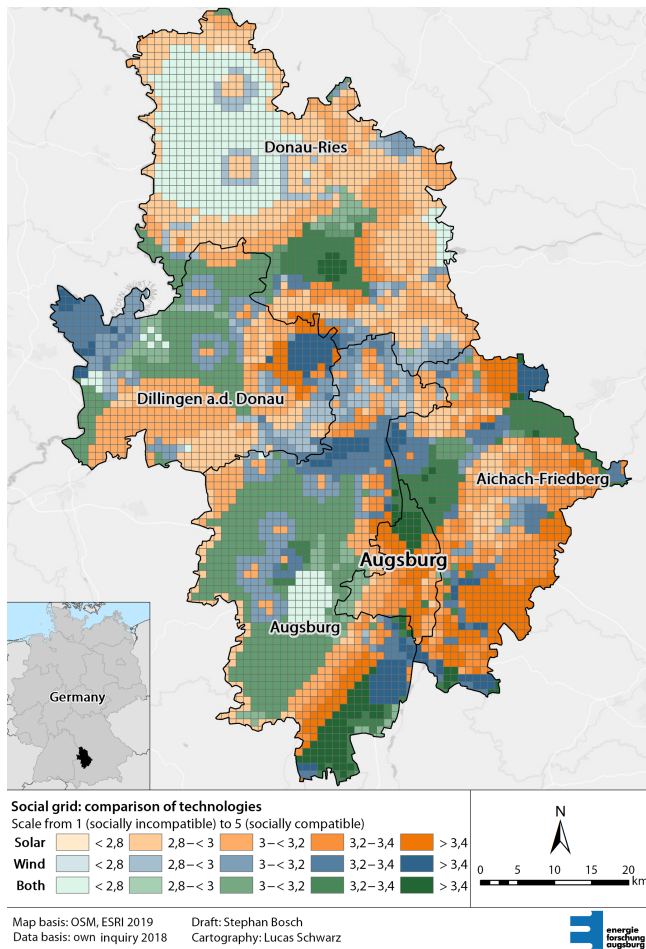 Donau-Ries
Dillingen a.d. Donau
Aichach-Friedberg
Augsburg
Augsburg
Germany
Social grid: comparison of technologies
Scale from 1 (socially incompatible) to 5 (socially compatible)
Solar < 2,8 2,8–< 3 3–< 3,2 3,2–3,4 > 3,4
Wind < 2,8 2,8–< 3 3–< 3,2 3,2–3,4 > 3,4
Both < 2,8 2,8–< 3 3–< 3,2 3,2–3,4 > 3,4
N
0 5 10 15 20
km
Map basis: OSM, ESRI 2019 Draft: Stephan Bosch
Data basis: own inquiry 2018 Cartography: Lucas Schwarz
energie
forschung
augsburg